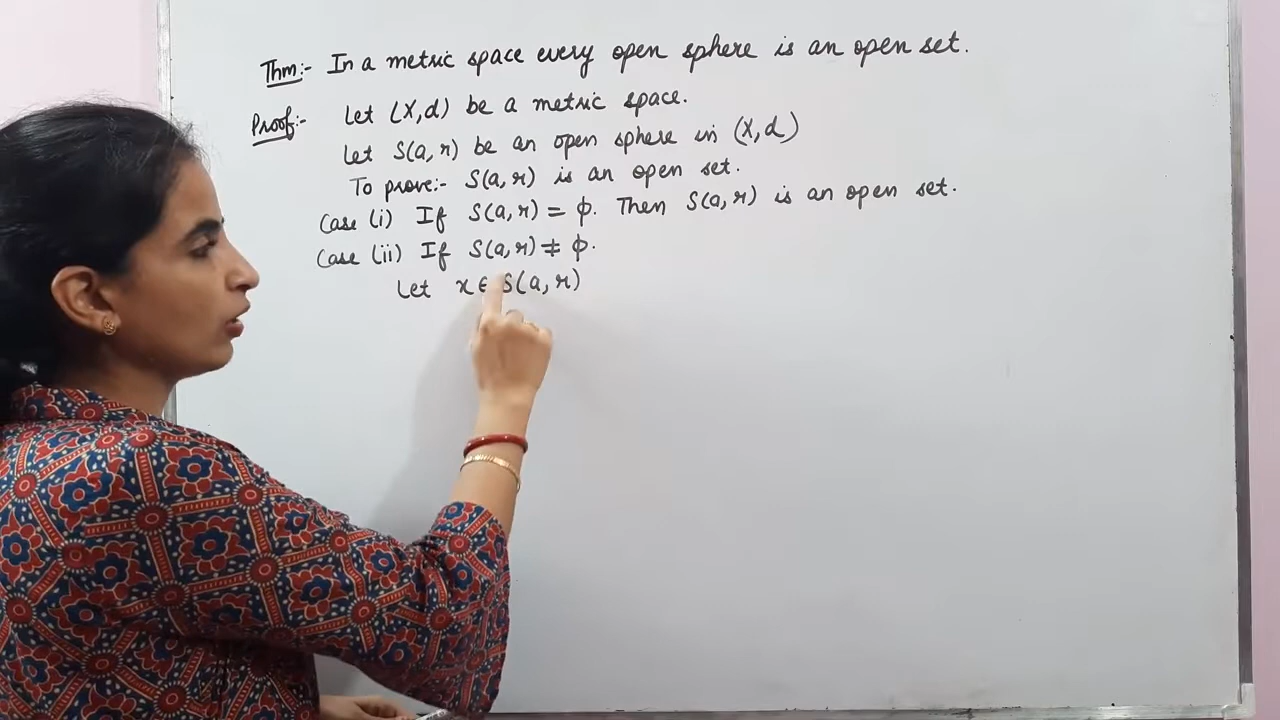 Thm:- In a metric space every open sphere is an open set.
Proof:- Let (X,d) be a metric space.
Let S(a,r) be an open sphere in (X,d)
To prove:- S(a,r) is an open set.
Case (i) If S(a,r) = ϕ. Then S(a,r) is an open set.
Case (ii) If S(a,r) ≠ ϕ.
Let x ∈ S(a,r)